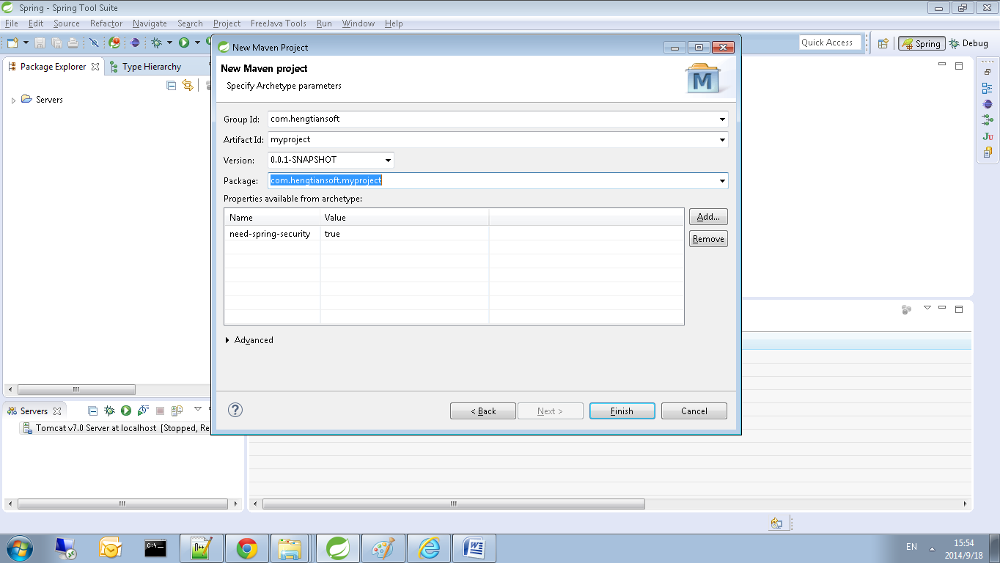 Spring - Spring Tool Suite
File Edit Source Refactor Navigate Search Project FreeJava Tools Run Window Help
Quick Access
Spring
Debug
Package Explorer
Type Hierarchy
Servers
New Maven Project
New Maven project
Specify Archetype parameters
M
Group Id: com.hengtiansoft
Artifact Id: myproject
Version: 0.0.1-SNAPSHOT
Package: com.hengtiansoft.myproject
Properties available from archetype:
Name Value
need-spring-security true
Add...
Remove
Advanced
< Back Next > Finish Cancel
Servers
Tomcat v7.0 Server at localhost [Stopped, Re
Ju
EN
15:54
2014/9/18